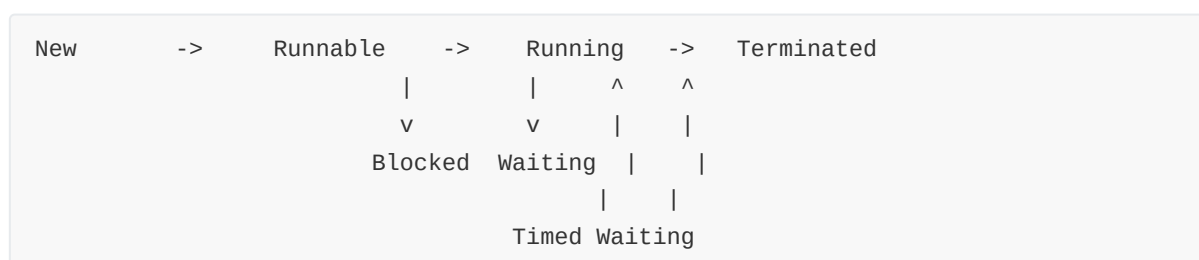 New -> Runnable -> Running -> Terminated
| | ^ ^
v v | |
Blocked Waiting | |
| |
Timed Waiting